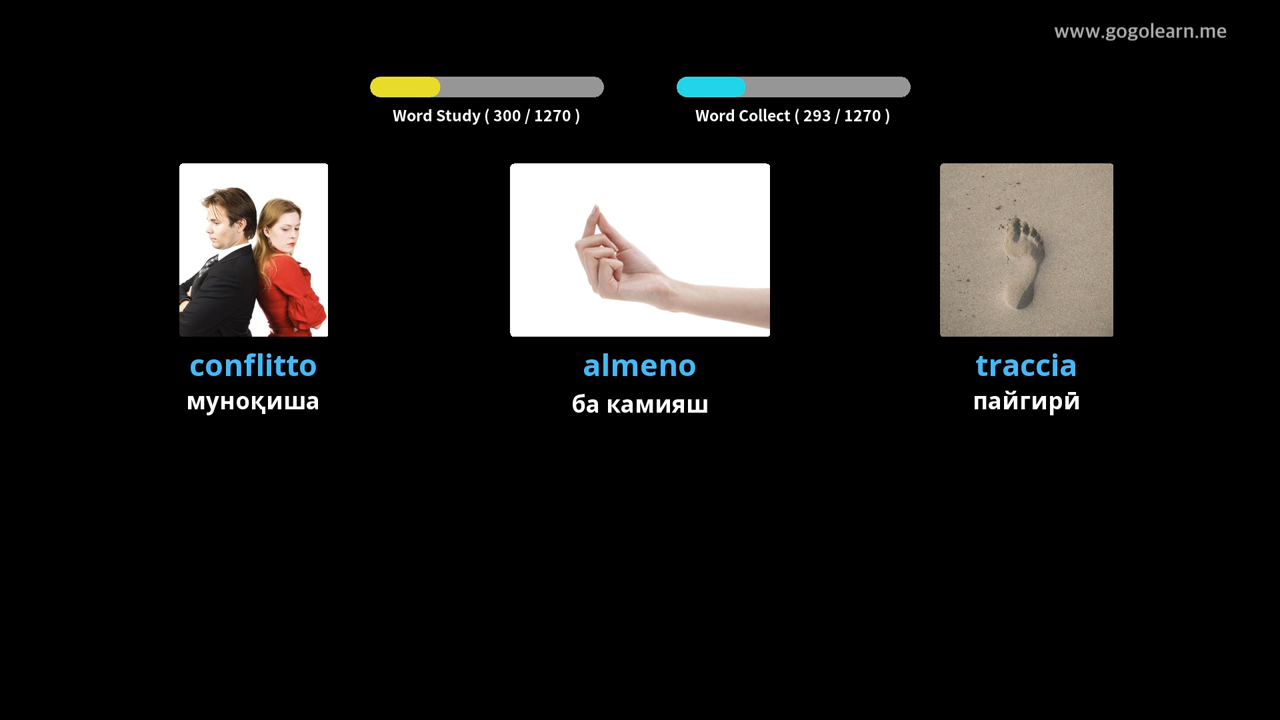 www.gogolearn.me
Word Study ( 300 / 1270 )
Word Collect ( 293 / 1270 )
conflitto
муноқиша
almeno
ба камияш
traccia
пайгирӣ